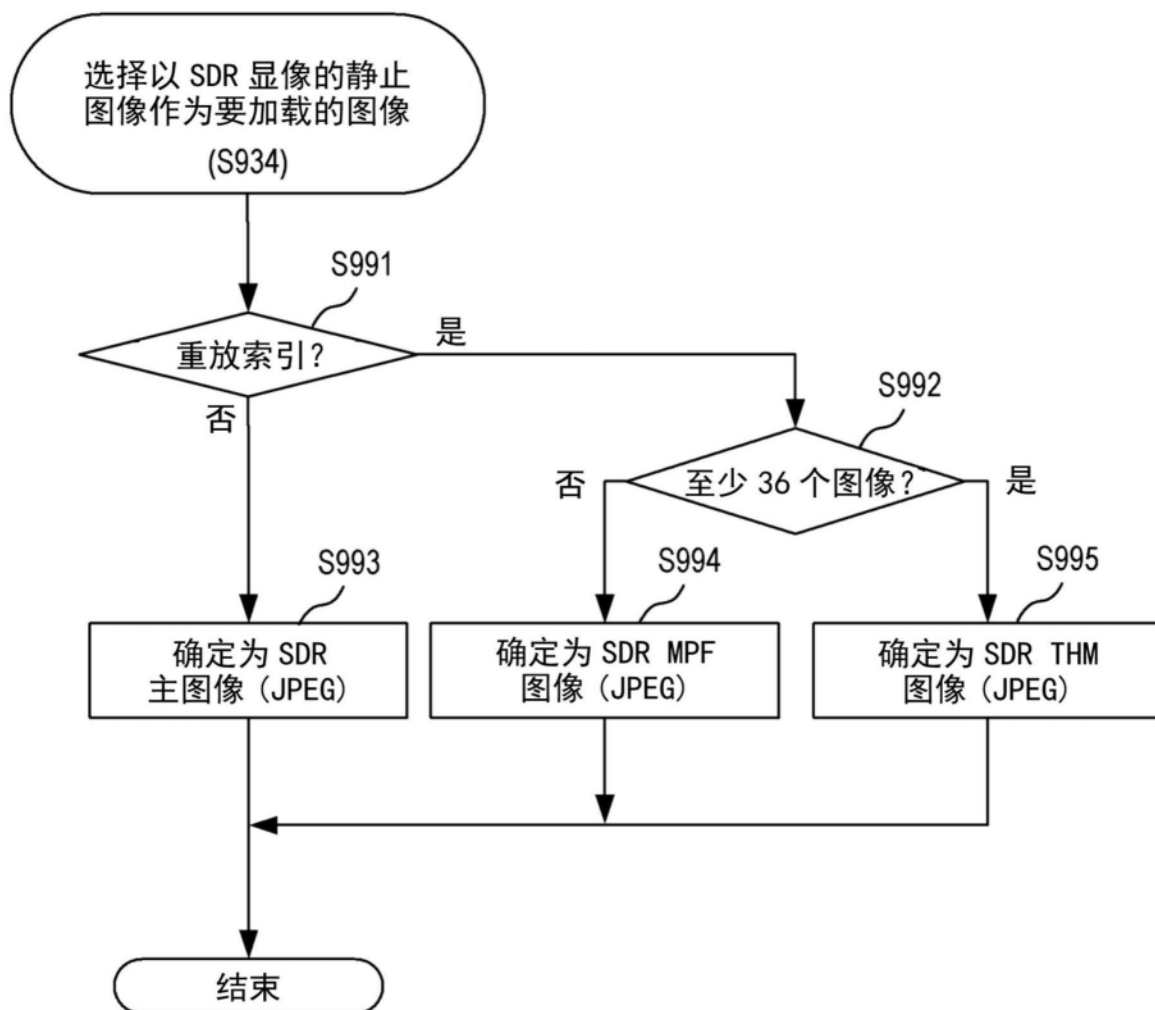 选择以 SDR 显像的静止
图像作为要加载的图像
(S934)
S991
重放索引?
是
否
S992
至少 36 个图像?
否
是
S993
确定为 SDR
主图像 (JPEG)
S994
确定为 SDR MPF
图像 (JPEG)
S995
确定为 SDR THM
图像 (JPEG)
结束